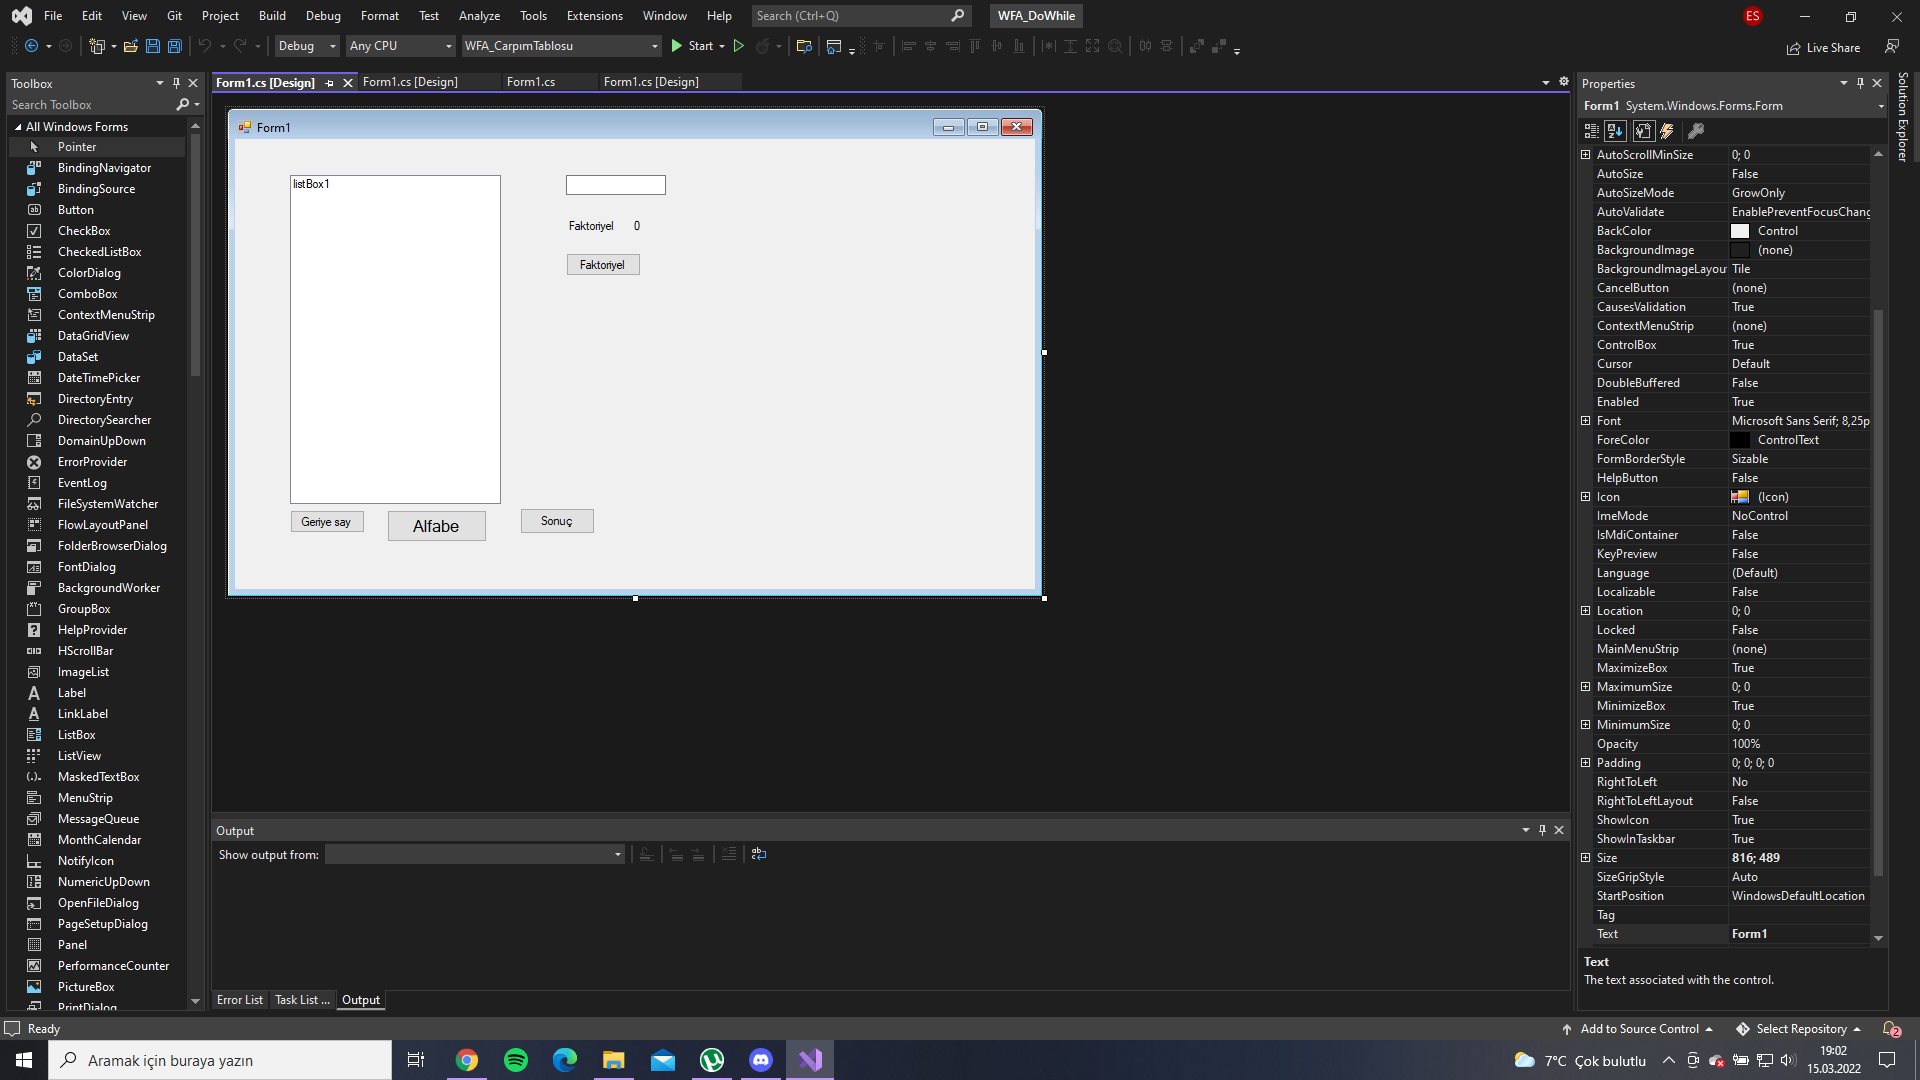 File Edit View Git Project Build Debug Format Test Analyze Tools Extensions Window Help Search (Ctrl+Q) WFA_DoWhile ES
Debug Any CPU WFA_CarpımTablosu Start Live Share
Toolbox
Search Toolbox
All Windows Forms
Pointer
BindingNavigator
BindingSource
Button
CheckBox
CheckedListBox
ColorDialog
ComboBox
ContextMenuStrip
DataGridView
DataSet
DateTimePicker
DirectoryEntry
DirectorySearcher
DomainUpDown
ErrorProvider
EventLog
FileSystemWatcher
FlowLayoutPanel
FolderBrowserDialog
FontDialog
BackgroundWorker
GroupBox
HelpProvider
HScrollBar
ImageList
Label
LinkLabel
ListBox
ListView
MaskedTextBox
MenuStrip
MessageQueue
MonthCalendar
NotifyIcon
NumericUpDown
OpenFileDialog
PageSetupDialog
Panel
PerformanceCounter
PictureBox
PrintDialog
Form1.cs [Design] Form1.cs [Design] Form1.cs Form1.cs [Design]
Form1
listBox1
Faktoriyel 0
Faktoriyel
Geriye say Alfabe Sonuç
Output
Show output from:
Error List Task List ... Output
Properties
Form1 System.Windows.Forms.Form
AutoScrollMinSize 0; 0
AutoSize False
AutoSizeMode GrowOnly
AutoValidate EnablePreventFocusChang
BackColor Control
BackgroundImage (none)
BackgroundImageLayou Tile
CancelButton (none)
CausesValidation True
ContextMenuStrip (none)
ControlBox True
Cursor Default
DoubleBuffered False
Enabled True
Font Microsoft Sans Serif; 8,25p
ForeColor ControlText
FormBorderStyle Sizable
HelpButton False
Icon (Icon)
ImeMode NoControl
IsMdiContainer False
KeyPreview False
Language (Default)
Localizable False
Location 0; 0
Locked False
MainMenuStrip (none)
MaximizeBox True
MaximumSize 0; 0
MinimizeBox True
MinimumSize 0; 0
Opacity 100%
Padding 0; 0; 0; 0
RightToLeft No
RightToLeftLayout False
ShowIcon True
ShowInTaskbar True
Size 816; 489
SizeGripStyle Auto
StartPosition WindowsDefaultLocation
Tag
Text Form1
Text
The text associated with the control.
Solution Explorer
Ready Add to Source Control Select Repository 2
Aramak için buraya yazın 7°C Çok bulutlu 19:02
15.03.2022